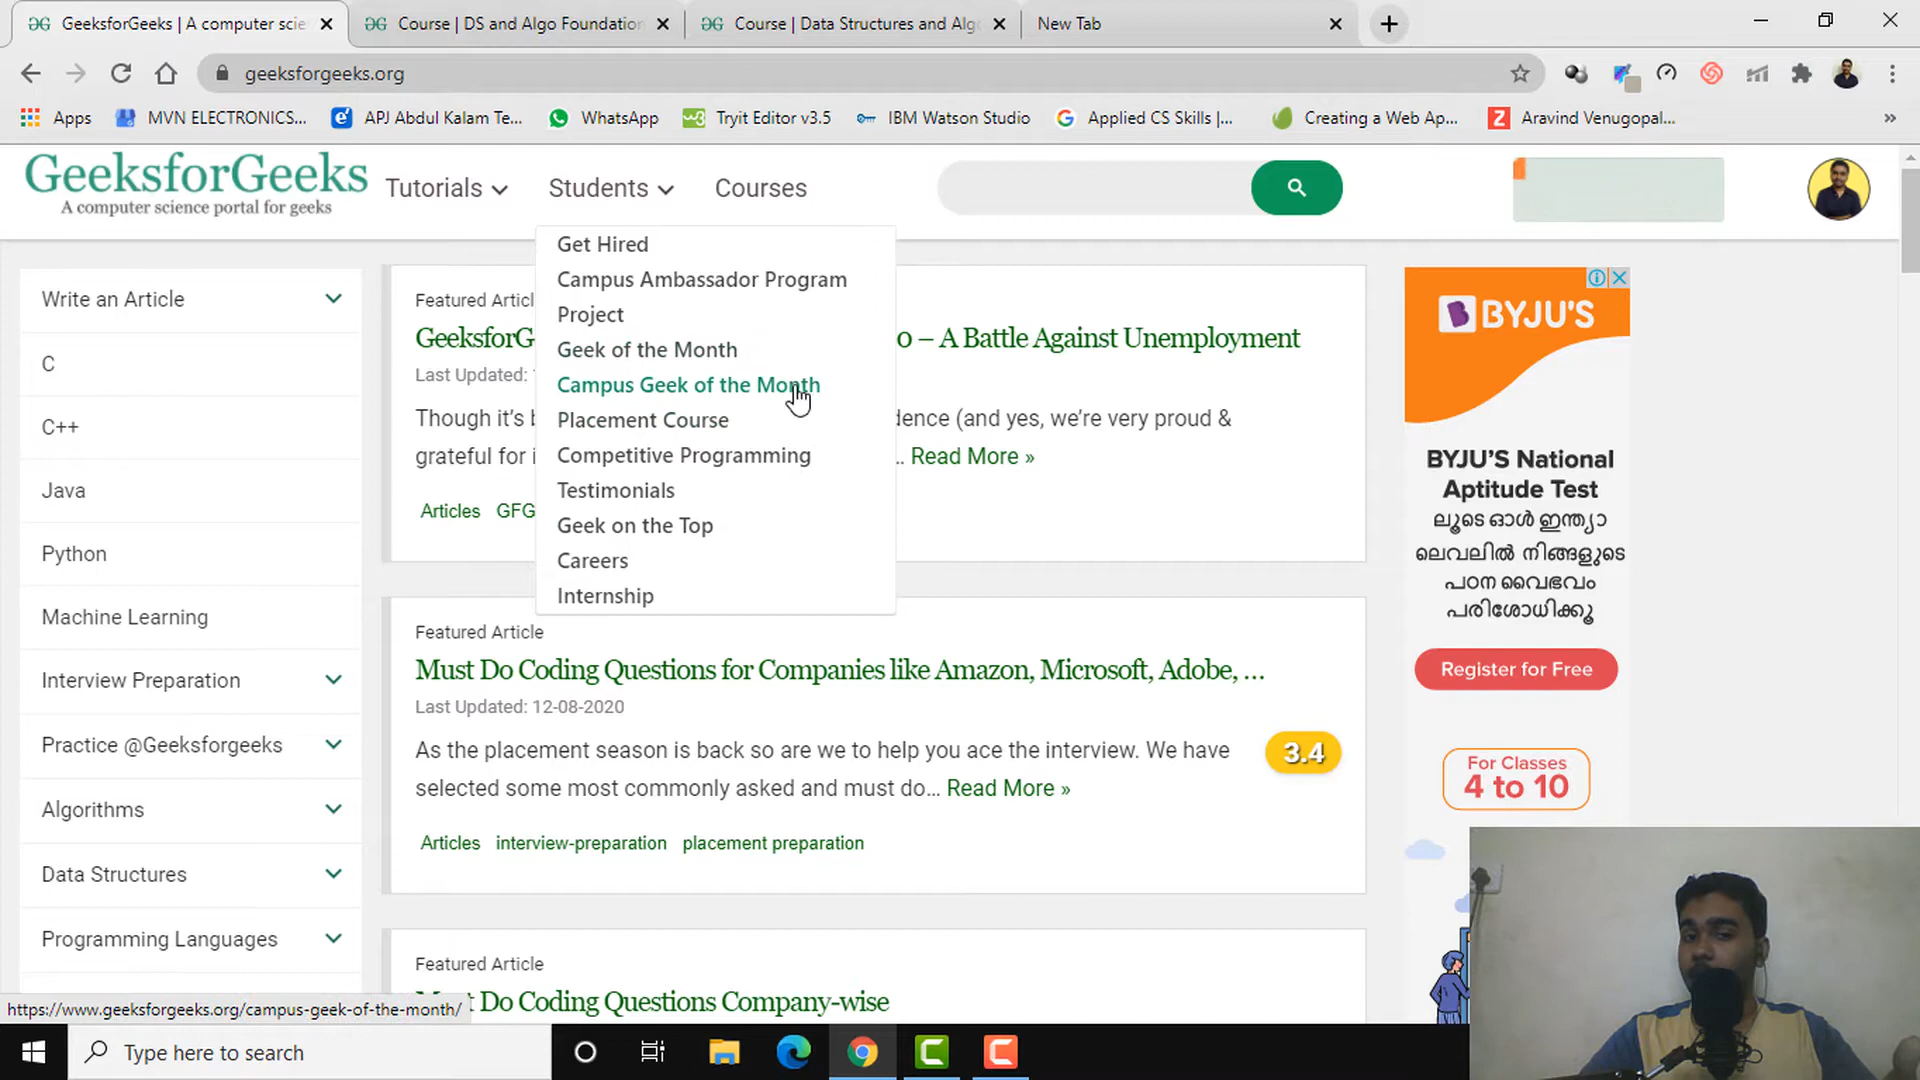 GeeksforGeeks | A computer scie
Course | DS and Algo Foundation
Course | Data Structures and Algo
New Tab
geeksforgeeks.org
Apps
MVN ELECTRONICS...
APJ Abdul Kalam Te...
WhatsApp
Tryit Editor v3.5
IBM Watson Studio
Applied CS Skills |...
Creating a Web Ap...
Aravind Venugopal...
GeeksforGeeks
A computer science portal for geeks
Tutorials
Students
Courses
Get Hired
Campus Ambassador Program
Project
Geek of the Month
Campus Geek of the Month
Placement Course
Competitive Programming
Testimonials
Geek on the Top
Careers
Internship
Write an Article
C
C++
Java
Python
Machine Learning
Interview Preparation
Practice @Geeksforgeeks
Algorithms
Data Structures
Programming Languages
Featured Articl
GeeksforG 0 – A Battle Against Unemployment
Last Updated:
Though it's b dence (and yes, we're very proud &
grateful for i .. Read More »
Articles GFG
Featured Article
Must Do Coding Questions for Companies like Amazon, Microsoft, Adobe, ...
Last Updated: 12-08-2020
As the placement season is back so are we to help you ace the interview. We have
selected some most commonly asked and must do... Read More »
3.4
Articles interview-preparation placement preparation
Featured Article
t Do Coding Questions Company-wise
BYJU'S
BYJU'S National
Aptitude Test
ലൂടെ ഓൾ ഇന്ത്യാ
ലെവലിൽ നിങ്ങളുടെ
പഠന വൈഭവം
പരിശോധിക്കൂ
Register for Free
For Classes
4 to 10
https://www.geeksforgeeks.org/campus-geek-of-the-month/
Type here to search